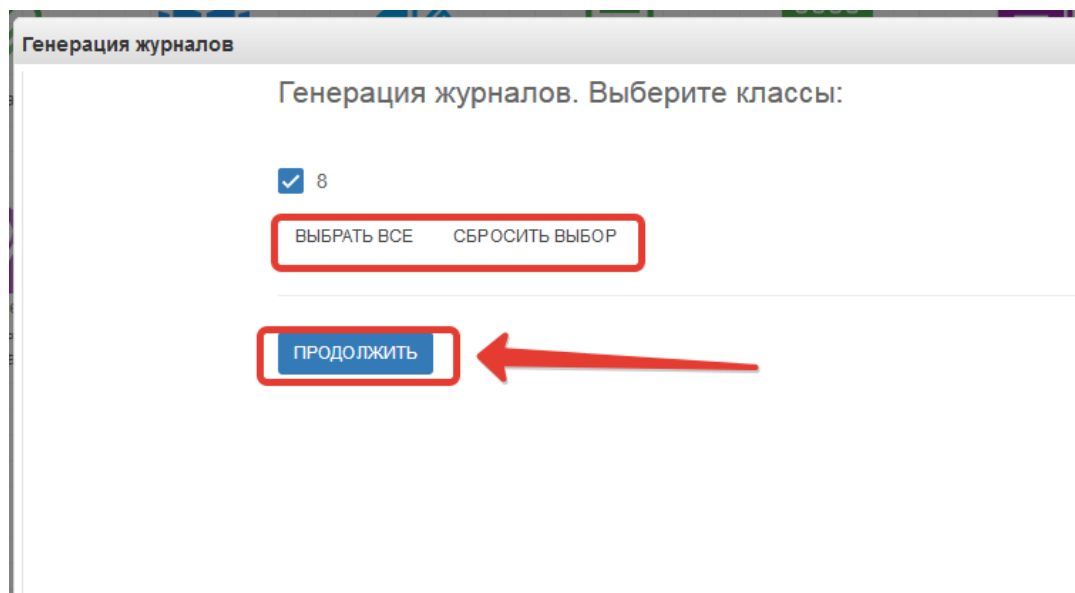 Генерация журналов
Генерация журналов. Выберите классы:
8
ВЫБРАТЬ ВСЕ СБРОСИТЬ ВЫБОР
ПРОДОЛЖИТЬ